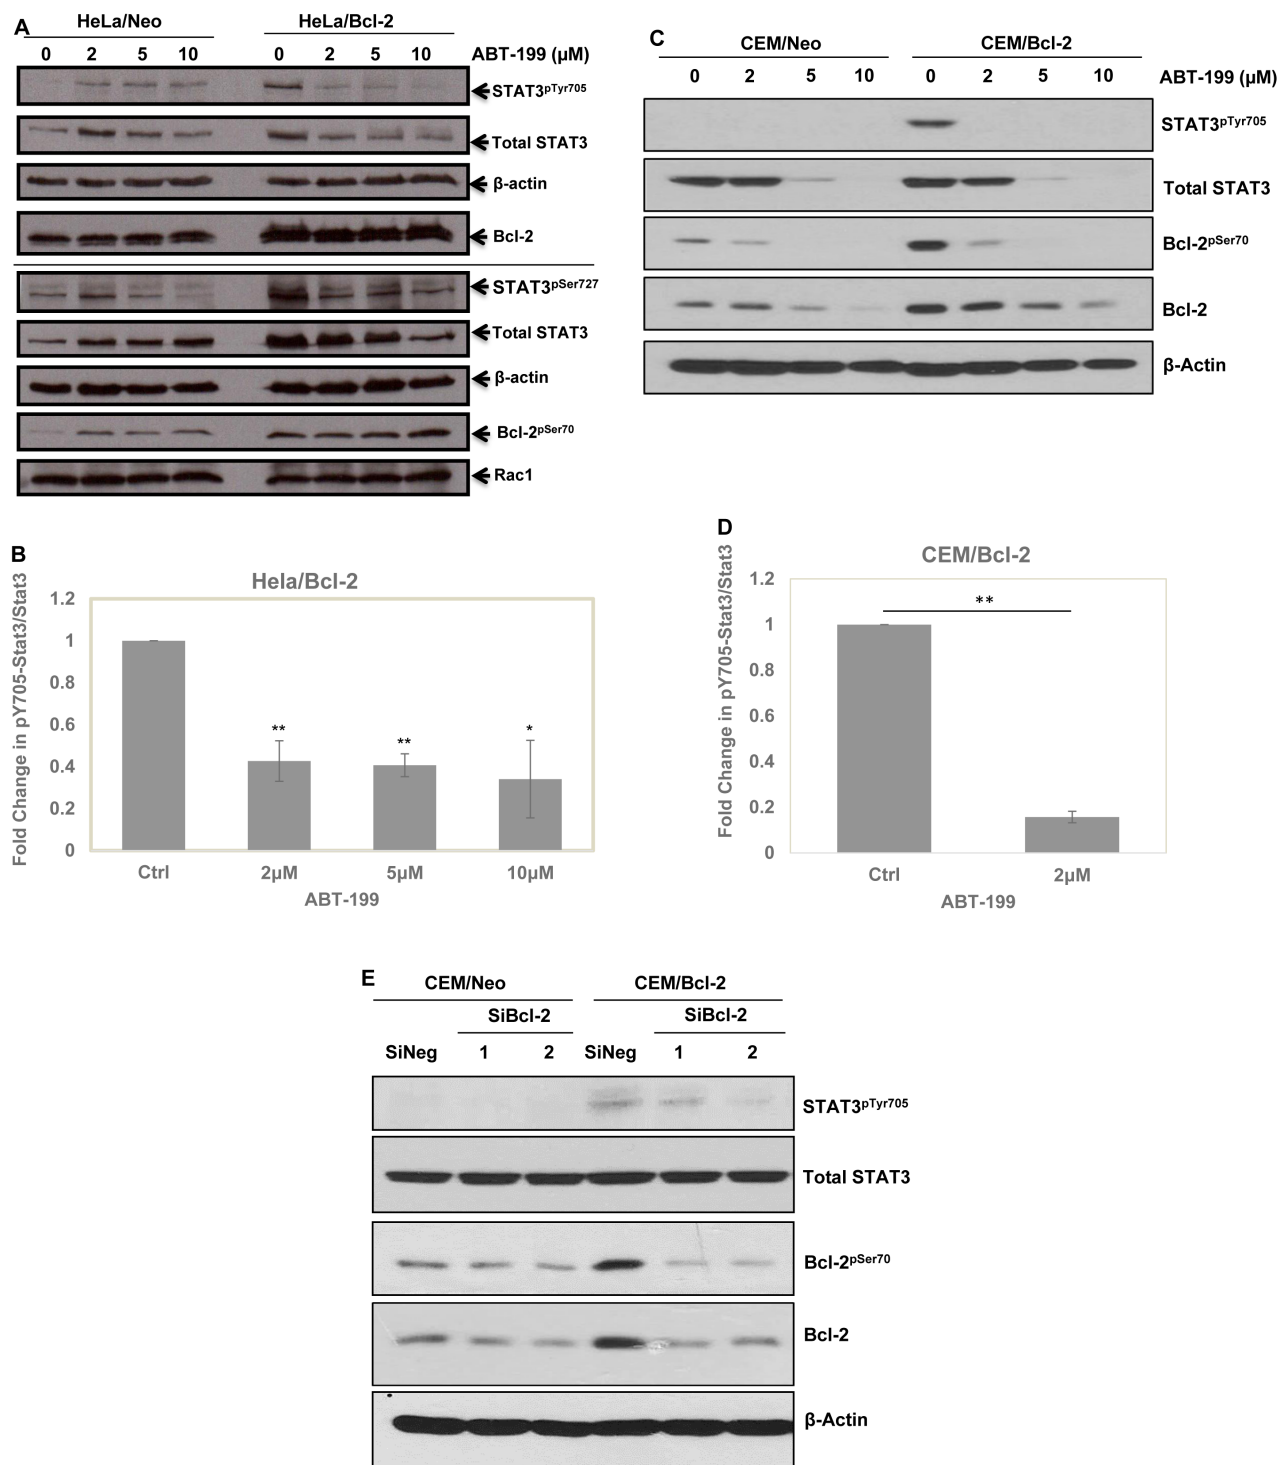 A
HeLa/Neo HeLa/Bcl-2
0 2 5 10 0 2 5 10 ABT-199 (µM)
STAT3pTyr705
Total STAT3
β-actin
Bcl-2
STAT3pSer727
Total STAT3
β-actin
Bcl-2pSer70
Rac1
C
CEM/Neo CEM/Bcl-2
0 2 5 10 0 2 5 10 ABT-199 (µM)
STAT3pTyr705
Total STAT3
Bcl-2pSer70
Bcl-2
β-Actin
B
Hela/Bcl-2
Fold Change in pY705-Stat3/Stat3
1.2
1
0.8
0.6
0.4
0.2
0
** ** *
Ctrl 2µM 5µM 10µM
ABT-199
D
CEM/Bcl-2
Fold Change in pY705-Stat3/Stat3
1.2
1
0.8
0.6
0.4
0.2
0
**
Ctrl 2µM
ABT-199
E
CEM/Neo CEM/Bcl-2
SiBcl-2 SiBcl-2
SiNeg 1 2 SiNeg 1 2
STAT3pTyr705
Total STAT3
Bcl-2pSer70
Bcl-2
β-Actin